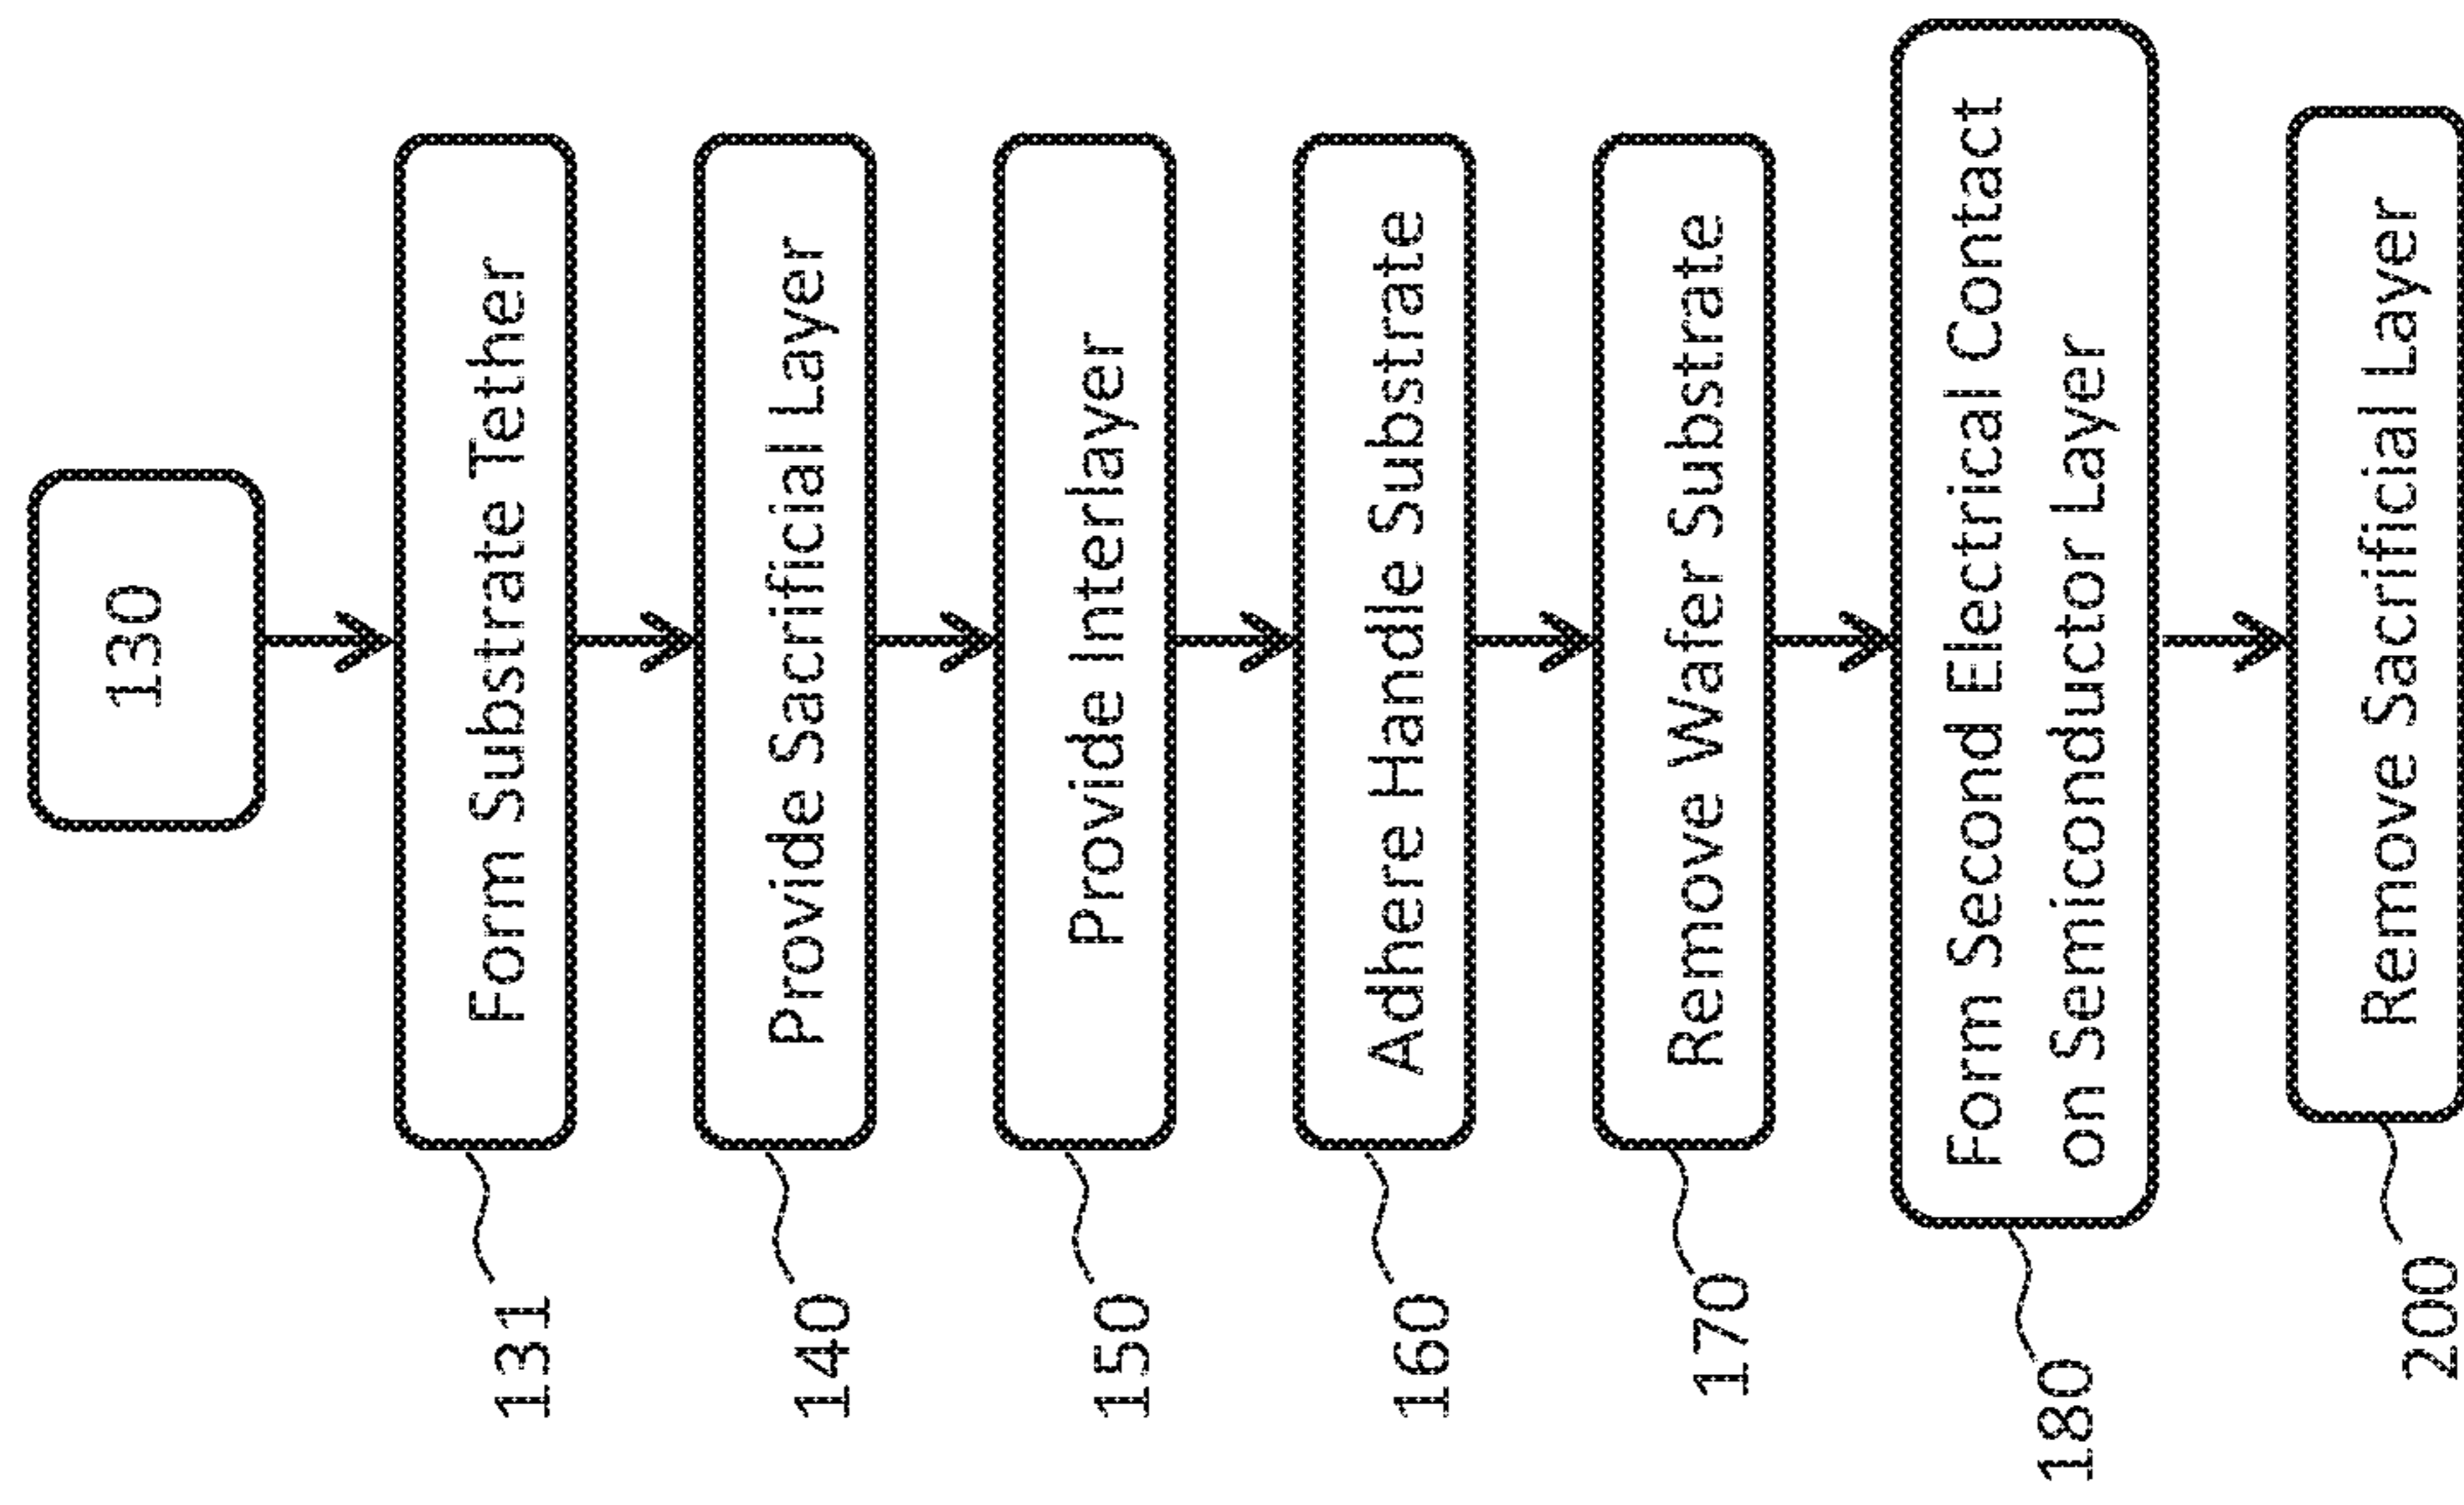 130
131
Form Substrate Tether
140
Provide Sacrificial Layer
150
Provide Interlayer
160
Adhere Handle Substrate
170
Remove Wafer Substrate
180
Form Second Electrical Contact
on Semiconductor Layer
200
Remove Sacrificial Layer